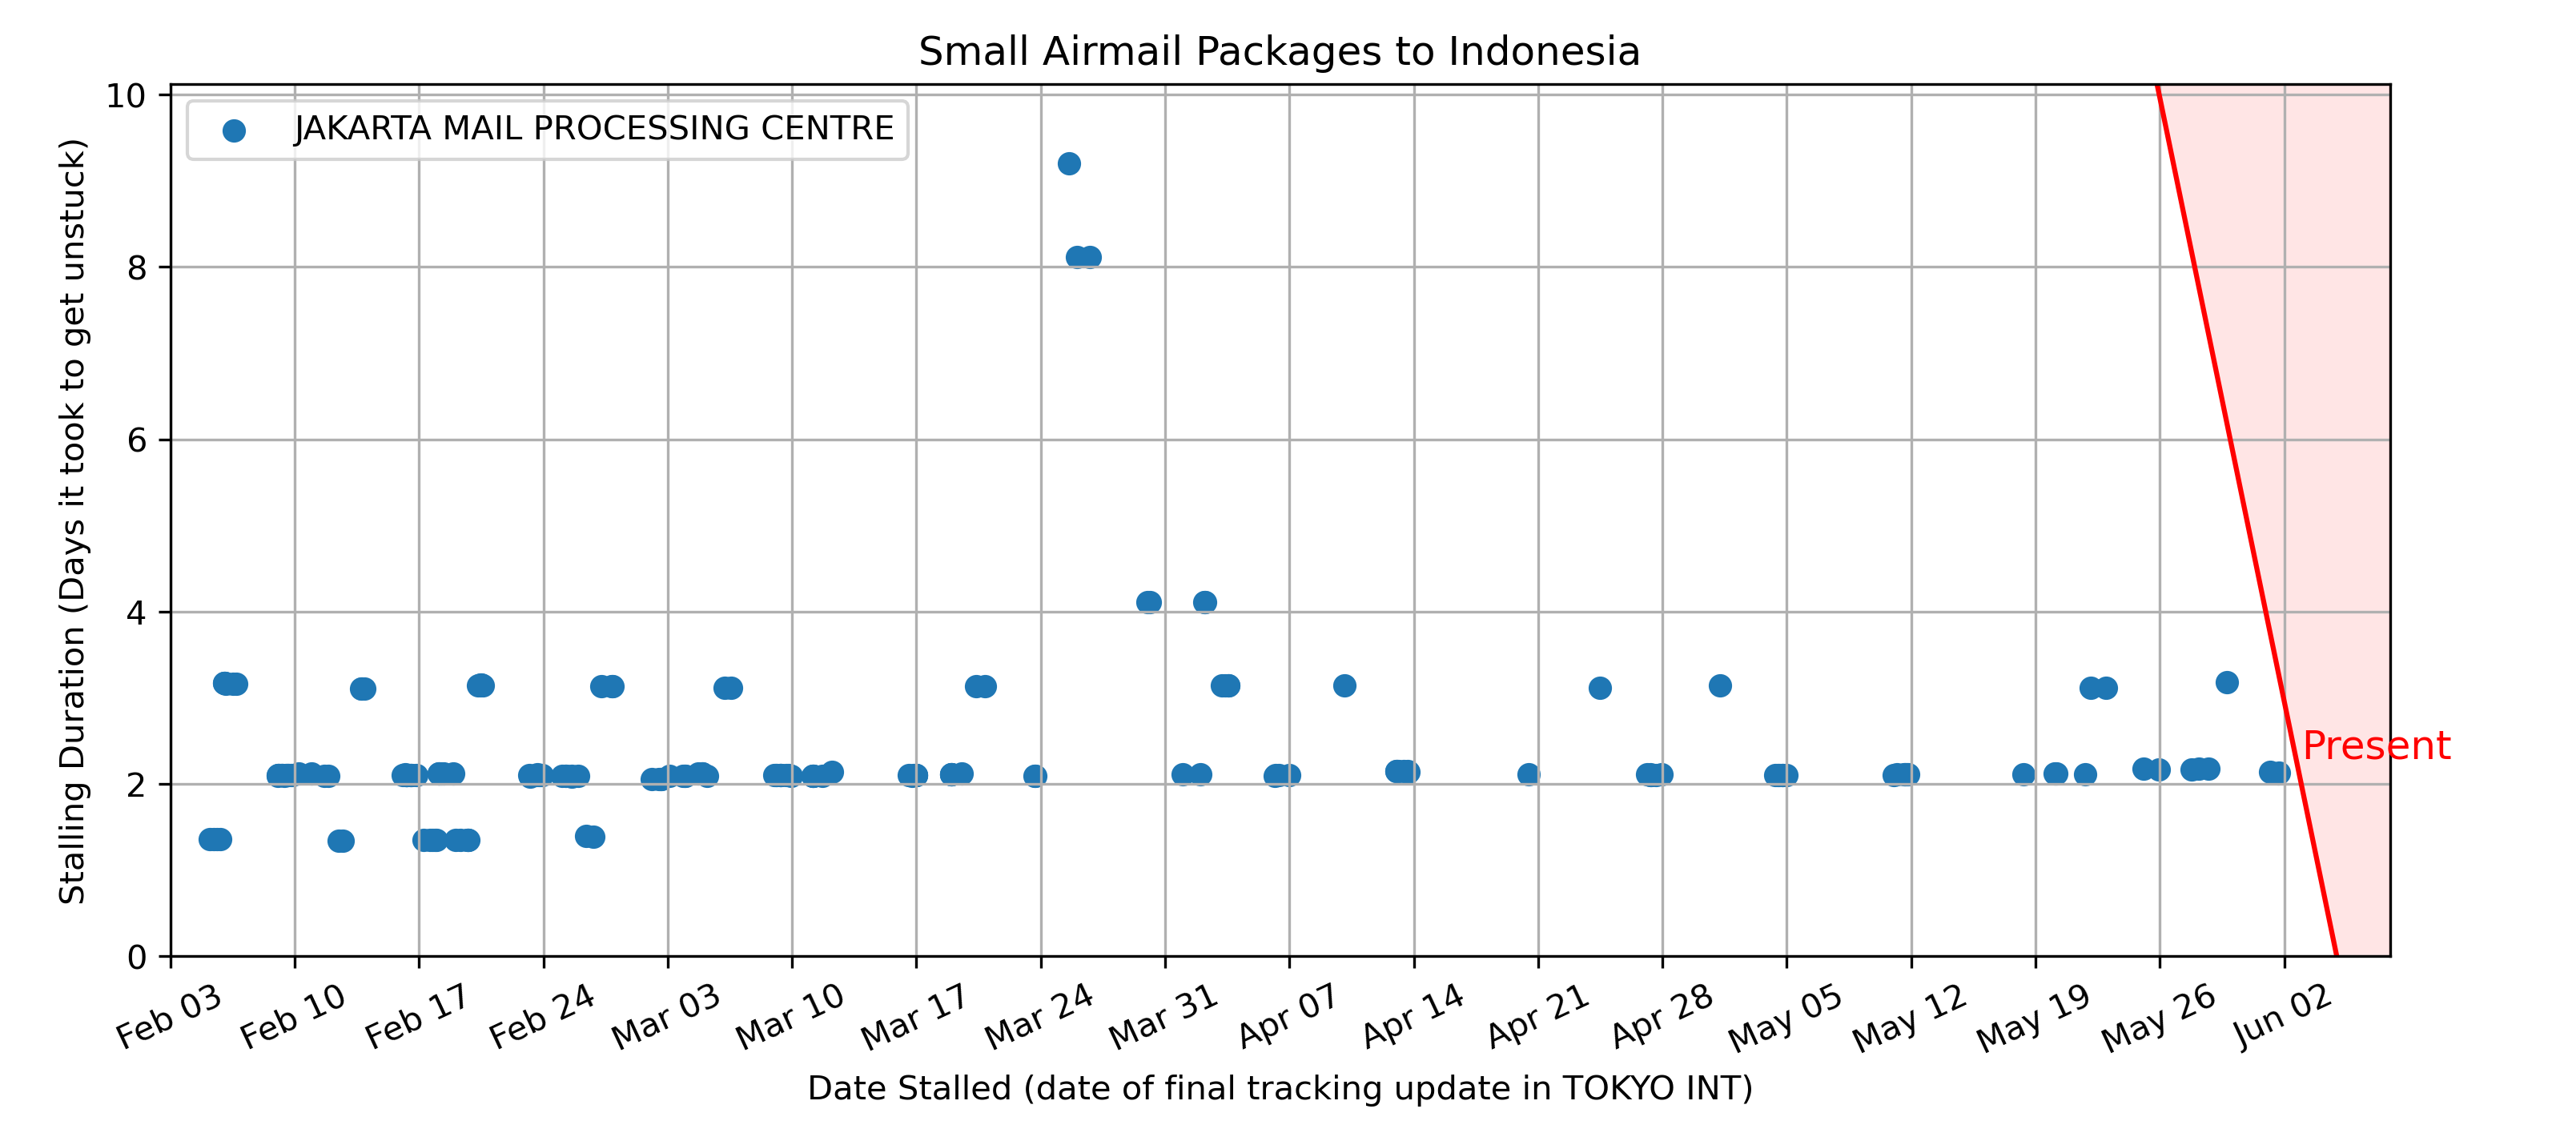 Small Airmail Packages to Indonesia
JAKARTA MAIL PROCESSING CENTRE
Stalling Duration (Days it took to get unstuck)
10
8
6
4
2
0
Present
Feb 03
Feb 10
Feb 17
Feb 24
Mar 03
Mar 10
Mar 17
Mar 24
Mar 31
Apr 07
Apr 14
Apr 21
Apr 28
May 05
May 12
May 19
May 26
Jun 02
Date Stalled (date of final tracking update in TOKYO INT)